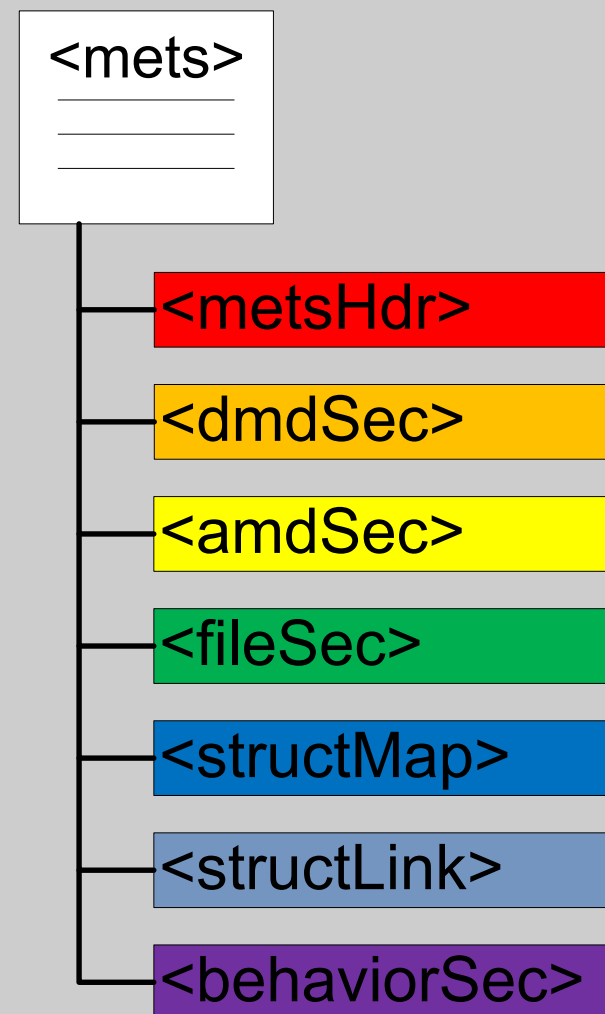 <mets>
<metsHdr>
<dmdSec>
<amdSec>
<fileSec>
<structMap>
<structLink>
<behaviorSec>